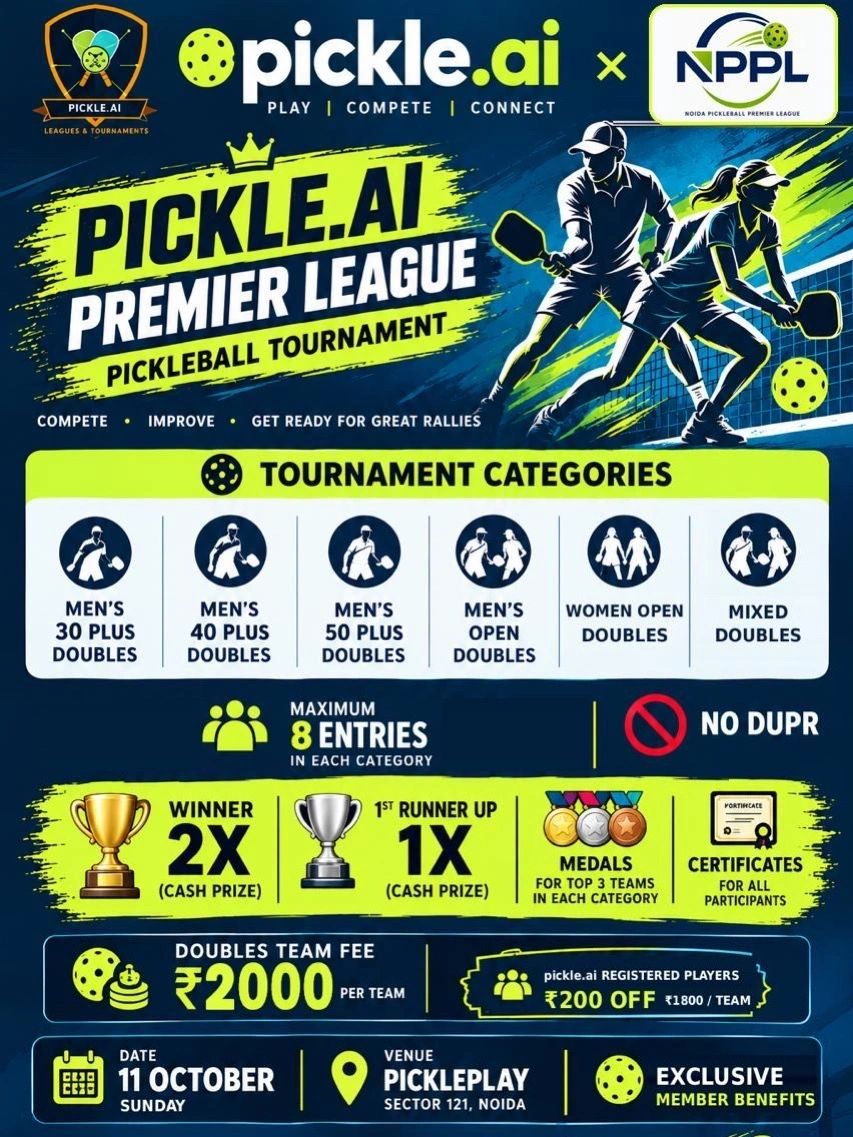 PICKLE.AI
LEAGUES & TOURNAMENTS
pickle.ai
PLAY | COMPETE | CONNECT
×
NPPL
NOIDA PICKLEBALL PREMIER LEAGUE
PICKLE.AI
PREMIER LEAGUE
PICKLEBALL TOURNAMENT
COMPETE • IMPROVE • GET READY FOR GREAT RALLIES
TOURNAMENT CATEGORIES
MEN'S
30 PLUS
DOUBLES
MEN'S
40 PLUS
DOUBLES
MEN'S
50 PLUS
DOUBLES
MEN'S
OPEN
DOUBLES
WOMEN OPEN
DOUBLES
MIXED
DOUBLES
MAXIMUM
8 ENTRIES
IN EACH CATEGORY
NO DUPR
WINNER
2X
(CASH PRIZE)
1ST RUNNER UP
1X
(CASH PRIZE)
MEDALS
FOR TOP 3 TEAMS
IN EACH CATEGORY
CERTIFICATES
FOR ALL
PARTICIPANTS
DOUBLES TEAM FEE
₹2000 PER TEAM
pickle.ai REGISTERED PLAYERS
₹200 OFF ₹1800 / TEAM
DATE
11 OCTOBER
SUNDAY
VENUE
PICKLEPLAY
SECTOR 121, NOIDA
EXCLUSIVE
MEMBER BENEFITS